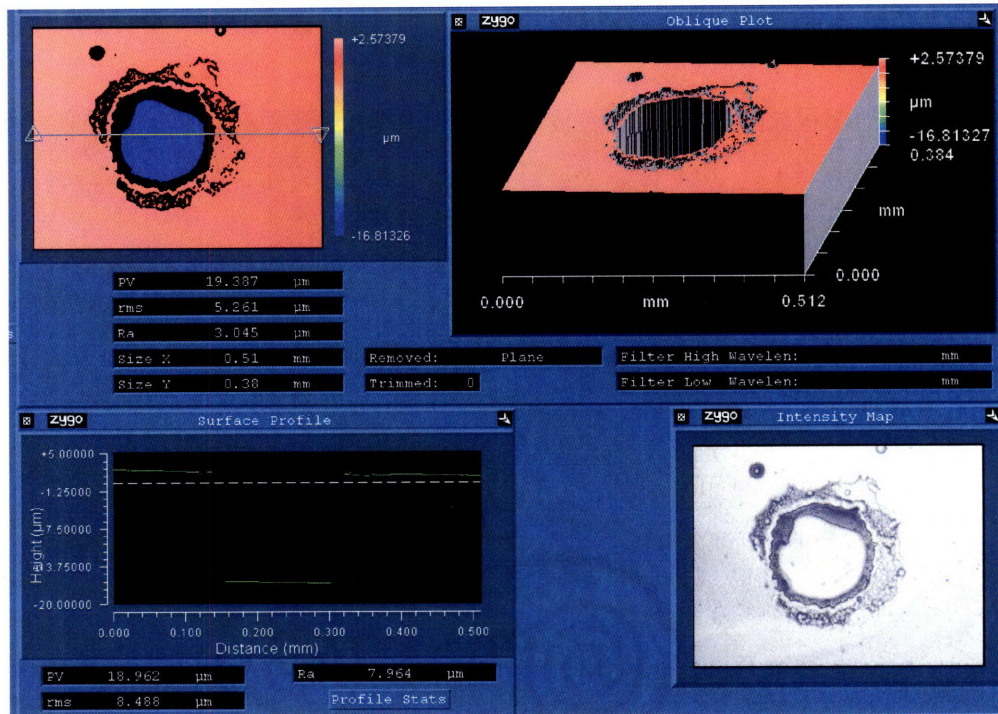 zygo Oblique Plot
+2.57379
μm
-16.81326
+2.57379
μm
-16.81327
0.384
mm
0.000
0.000 mm 0.512
PV 19.387 μm
rms 5.261 μm
Ra 3.045 μm
Size X 0.51 mm
Size Y 0.38 mm
Removed: Plane
Trimmed: 0
Filter High Wavelen: mm
Filter Low Wavelen: mm
zygo Surface Profile
+5.00000
-1.25000
-7.50000
-13.75000
-20.00000
Height (μm)
0.000 0.100 0.200 0.300 0.400 0.500
Distance (mm)
PV 18.962 μm
rms 8.488 μm
Ra 7.964 μm
Profile Stats
zygo Intensity Map